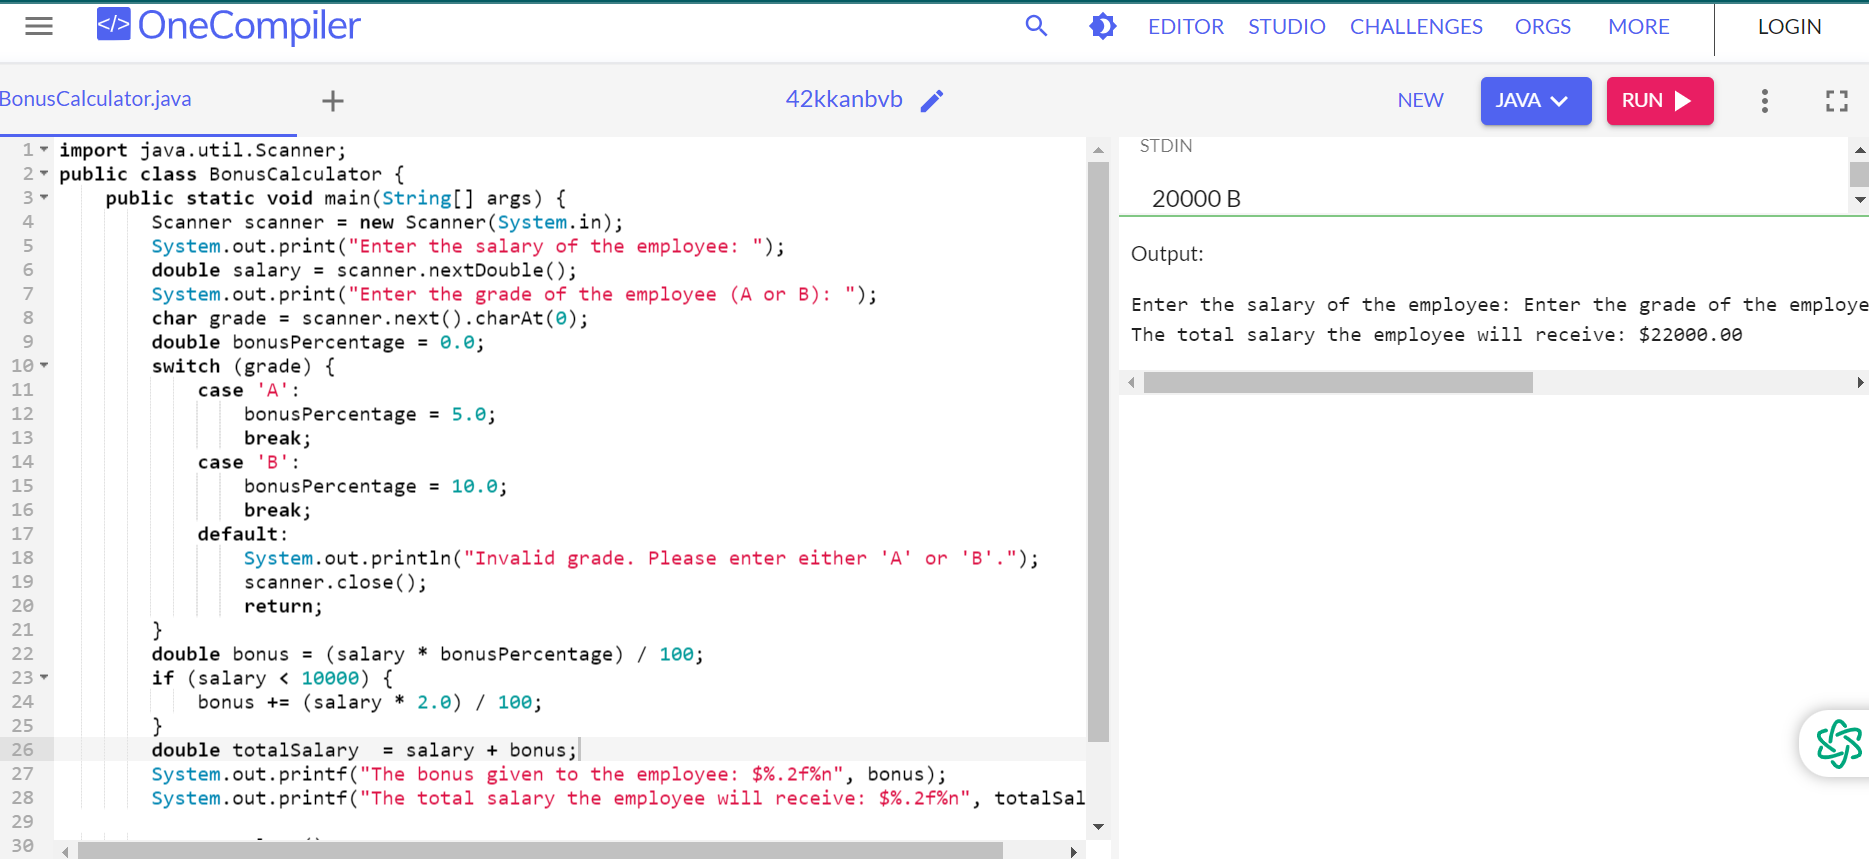 </> OneCompiler
EDITOR STUDIO CHALLENGES ORGS MORE LOGIN
BonusCalculator.java + 42kkanbvb NEW JAVA RUN
1 import java.util.Scanner;
2 public class BonusCalculator {
3 public static void main(String[] args) {
4 Scanner scanner = new Scanner(System.in);
5 System.out.print("Enter the salary of the employee: ");
6 double salary = scanner.nextDouble();
7 System.out.print("Enter the grade of the employee (A or B): ");
8 char grade = scanner.next().charAt(0);
9 double bonusPercentage = 0.0;
10 switch (grade) {
11 case 'A':
12 bonusPercentage = 5.0;
13 break;
14 case 'B':
15 bonusPercentage = 10.0;
16 break;
17 default:
18 System.out.println("Invalid grade. Please enter either 'A' or 'B'.");
19 scanner.close();
20 return;
21 }
22 double bonus = (salary * bonusPercentage) / 100;
23 if (salary < 10000) {
24 bonus += (salary * 2.0) / 100;
25 }
26 double totalSalary  = salary + bonus;
27 System.out.printf("The bonus given to the employee: $%.2f%n", bonus);
28 System.out.printf("The total salary the employee will receive: $%.2f%n", totalSal
29
30
STDIN
20000 B
Output:
Enter the salary of the employee: Enter the grade of the employe
The total salary the employee will receive: $22000.00